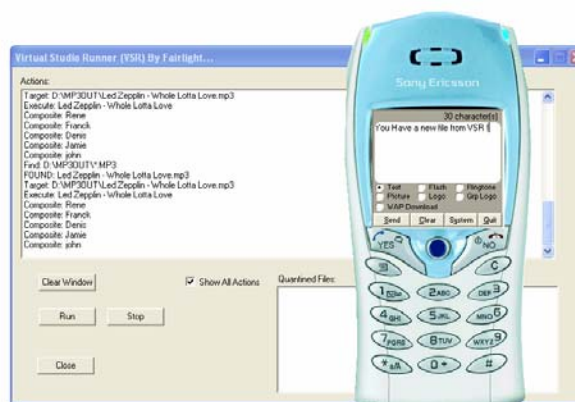 Virtual Studio Runner (VSR) By Fairlight...
Actions:
Target: D:\MP3OUT\Led Zepplin - Whole Lotta Love.mp3
Execute: Led Zepplin - Whole Lotta Love
Composite: Rene
Composite: Franck
Composite: Denis
Composite: Jamie
Composite: john
Find: D:\MP3OUT\*.MP3
FOUND: Led Zepplin - Whole Lotta Love.mp3
Target: D:\MP3OUT\Led Zepplin - Whole Lotta Love.mp3
Execute: Led Zepplin - Whole Lotta Love
Composite: Rene
Composite: Franck
Composite: Denis
Composite: Jamie
Composite: john
Clear Window
Show All Actions
Quantined Files:
Run
Stop
Close
Sony Ericsson
30 character(s)
You Have a new file from VSR !
Text Flash Ringtone
Picture Logo Grp Logo
WAP Download
Send Clear System Quit
YES NO
C
1 2ABC DEF3
4GHI 5JKL MNO6
7PQRS 8TUV WXYZ9
* a/A 0+ #